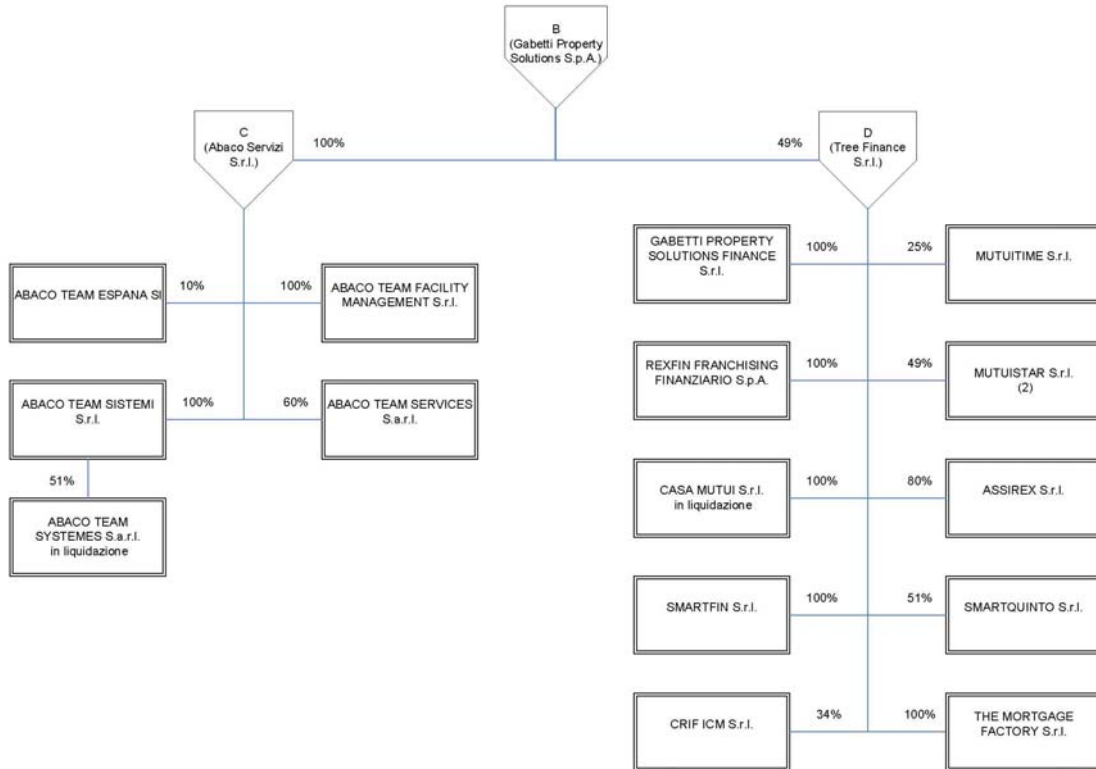 B
(Gabetti Property
Solutions S.p.A.)
C
(Abaco Servizi
S.r.l.)
100%
49%
D
(Tree Finance
S.r.l.)
ABACO TEAM ESPANA Sl
10%
100%
ABACO TEAM FACILITY
MANAGEMENT S.r.l.
ABACO TEAM SISTEMI
S.r.l.
100%
60%
ABACO TEAM SERVICES
S.a.r.l.
51%
ABACO TEAM
SYSTEMES S.a.r.l.
in liquidazione
GABETTI PROPERTY
SOLUTIONS FINANCE
S.r.l.
100%
25%
MUTUITIME S.r.l.
REXFIN FRANCHISING
FINANZIARIO S.p.A.
100%
49%
MUTUISTAR S.r.l.
(2)
CASA MUTUI S.r.l.
in liquidazione
100%
80%
ASSIREX S.r.l.
SMARTFIN S.r.l.
100%
51%
SMARTQUINTO S.r.l.
CRIF ICM S.r.l.
34%
100%
THE MORTGAGE
FACTORY S.r.l.